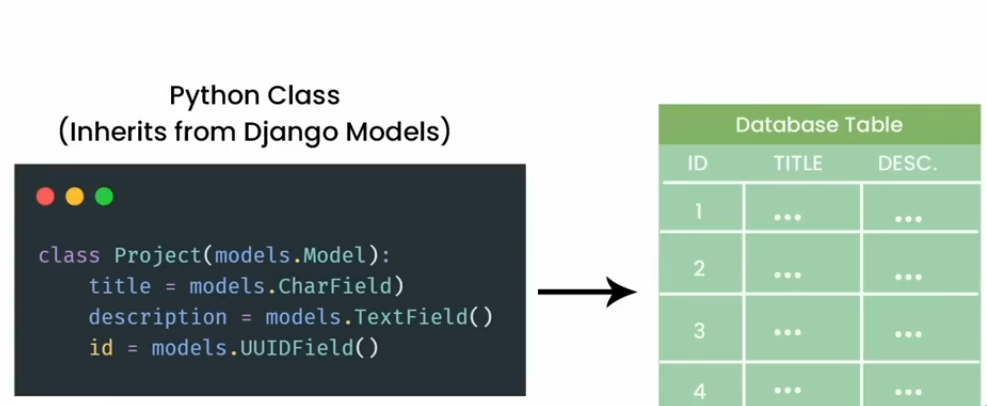 Python Class
(Inherits from Django Models)
class Project(models.Model):
title = models.CharField)
description = models.TextField()
id = models.UUIDField()
Database Table
ID TITLE DESC.
1 ... ...
2 ... ...
3 ... ...
4 ... ...